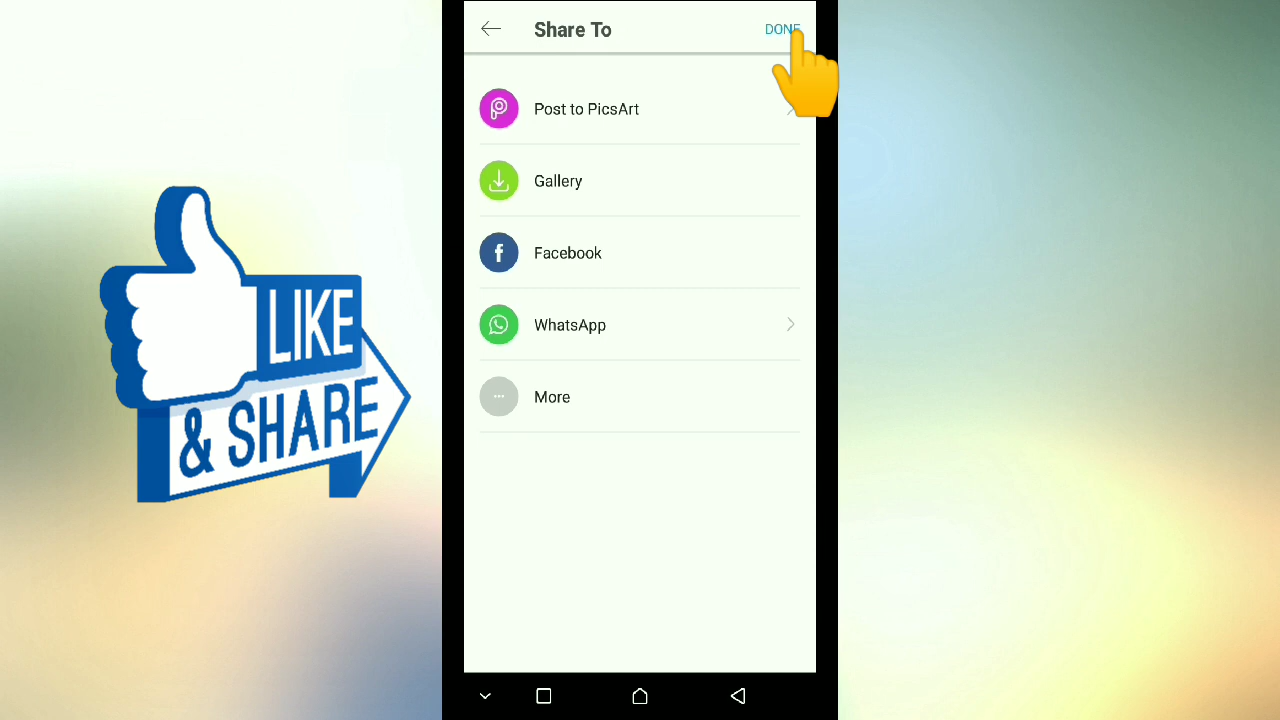 Share To
DONE
Post to PicsArt
Gallery
Facebook
WhatsApp
More
LIKE
& SHARE